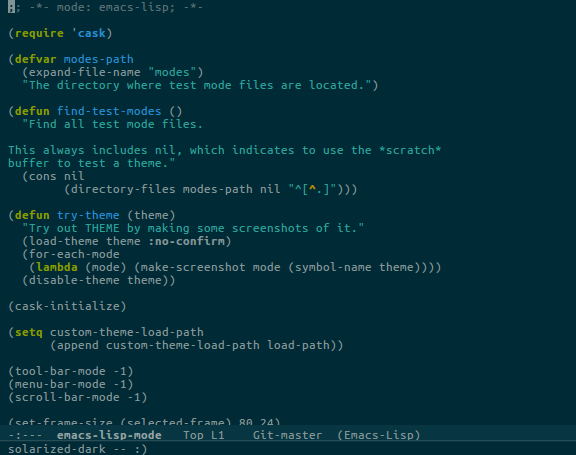 ;; -*- mode: emacs-lisp; -*-

(require 'cask)

(defvar modes-path
  (expand-file-name "modes")
  "The directory where test mode files are located.")

(defun find-test-modes ()
  "Find all test mode files.

This always includes nil, which indicates to use the *scratch*
buffer to test a theme."
  (cons nil
        (directory-files modes-path nil "^[^.]")))

(defun try-theme (theme)
  "Try out THEME by making some screenshots of it."
  (load-theme theme :no-confirm)
  (for-each-mode
   (lambda (mode) (make-screenshot mode (symbol-name theme))))
  (disable-theme theme))

(cask-initialize)

(setq custom-theme-load-path
      (append custom-theme-load-path load-path))

(tool-bar-mode -1)
(menu-bar-mode -1)
(scroll-bar-mode -1)

(set-frame-size (selected-frame) 80 24)
-:---  emacs-lisp-mode   Top L1    Git-master  (Emacs-Lisp)
solarized-dark -- :)